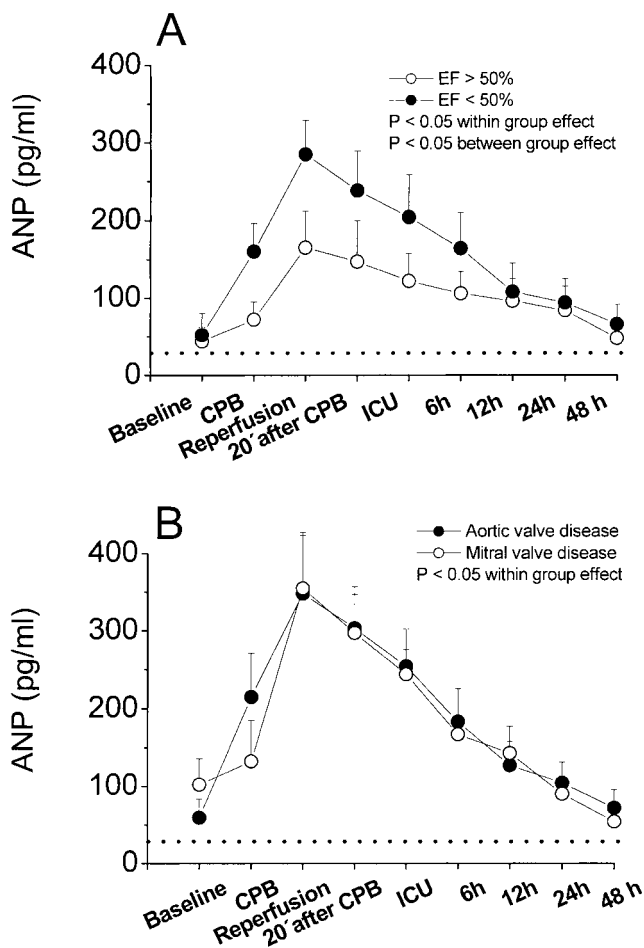 A
ANP (pg/ml)
400
300
200
100
0
EF > 50%
EF < 50%
P < 0.05 within group effect
P < 0.05 between group effect
Baseline
CPB
Reperfusion
20´after CPB
ICU
6h
12h
24h
48 h
B
ANP (pg/ml)
400
300
200
100
0
Aortic valve disease
Mitral valve disease
P < 0.05 within group effect
Baseline
CPB
Reperfusion
20´after CPB
ICU
6h
12h
24h
48 h